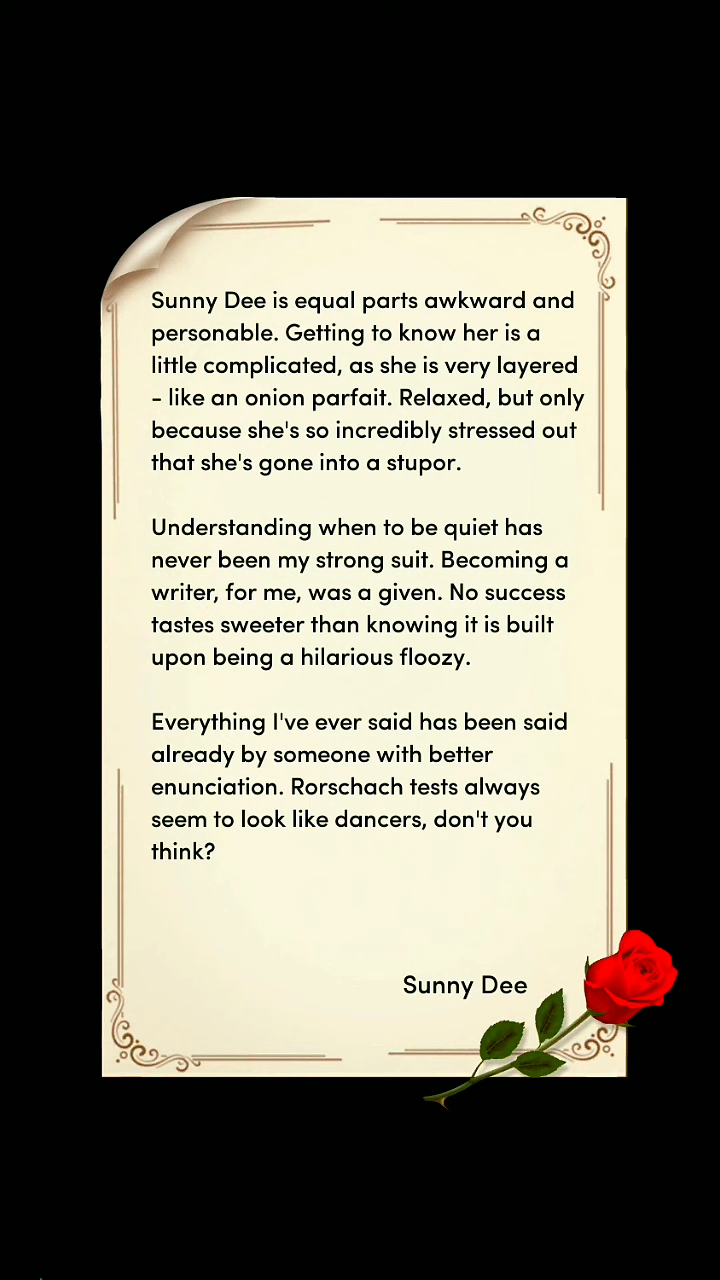 Sunny Dee is equal parts awkward and
personable. Getting to know her is a
little complicated, as she is very layered
– like an onion parfait. Relaxed, but only
because she's so incredibly stressed out
that she's gone into a stupor.
Understanding when to be quiet has
never been my strong suit. Becoming a
writer, for me, was a given. No success
tastes sweeter than knowing it is built
upon being a hilarious floozy.
Everything I've ever said has been said
already by someone with better
enunciation. Rorschach tests always
seem to look like dancers, don't you
think?
Sunny Dee